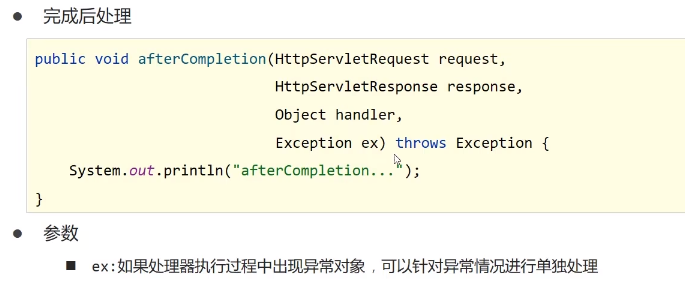 完成后处理
public void afterCompletion(HttpServletRequest request,
HttpServletResponse response,
Object handler,
Exception ex) throws Exception {
System.out.println("afterCompletion...");
}
参数
ex:如果处理器执行过程中出现异常对象，可以针对异常情况进行单独处理